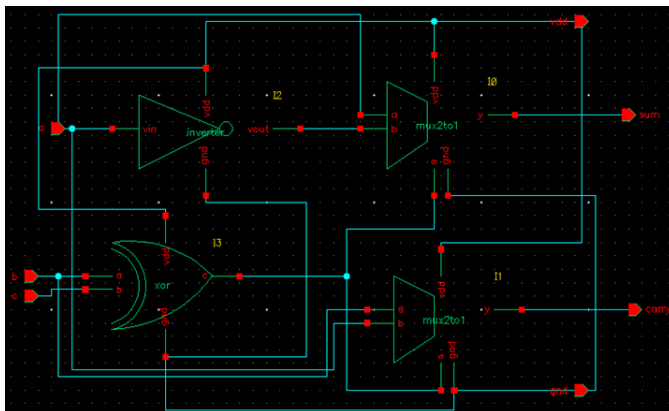 vdd
I2
I0
vdd
vdd
a
a
vin
inverter
vout
b
mux2to1
y
sum
gnd
s
gnd
I3
vdd
vdd
I1
a
xor
a
mux2to1
y
carry
b
gnd
gnd
gnd